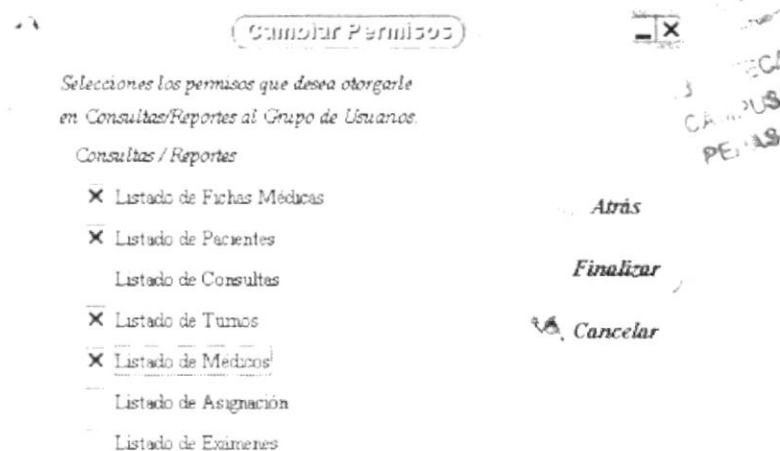 Cambiar Permisos
Selecciones los permisos que desea otorgarle
en Consultas/Reportes al Grupo de Usuarios.
Consultas / Reportes
Listado de Fichas Médicas
Listado de Pacientes
Listado de Consultas
Listado de Turnos
Listado de Médicos
Listado de Asignación
Listado de Exámenes
Atrás
Finalizar
Cancelar